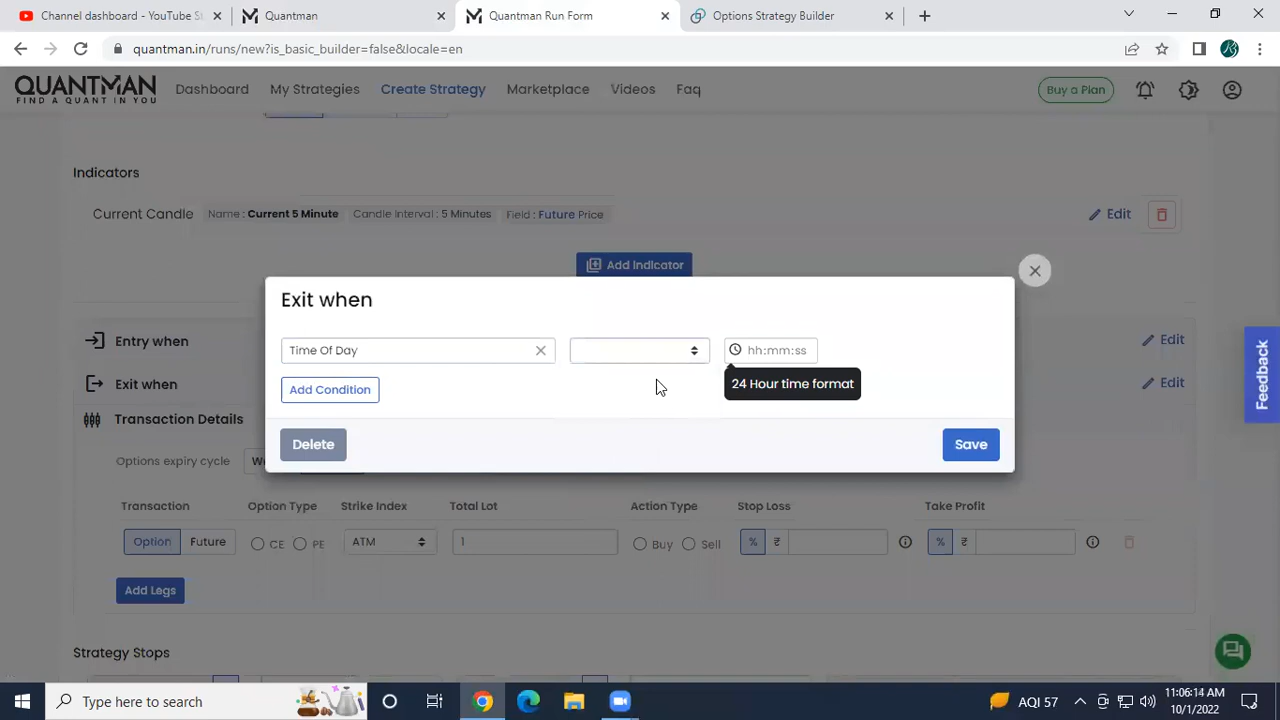 Channel dashboard - YouTube St
Quantman
Quantman Run Form
Options Strategy Builder
quantman.in/runs/new?is_basic_builder=false&locale=en
QUANTMAN
FIND A QUANT IN YOU
Dashboard
My Strategies
Create Strategy
Marketplace
Videos
Faq
Buy a Plan
Indicators
Current Candle
Name : Current 5 Minute
Candle Interval : 5 Minutes
Field : Future Price
Edit
Add Indicator
Exit when
Entry when
Edit
Time Of Day
hh:mm:ss
Exit when
Edit
Add Condition
24 Hour time format
Feedback
Transaction Details
Delete
Save
Options expiry cycle
Transaction
Option Type
Strike Index
Total Lot
Action Type
Stop Loss
Take Profit
Option
Future
CE
PE
ATM
1
Buy
Sell
%
₹
%
₹
Add Legs
Strategy Stops
Type here to search
AQI 57
11:06:14 AM
10/1/2022